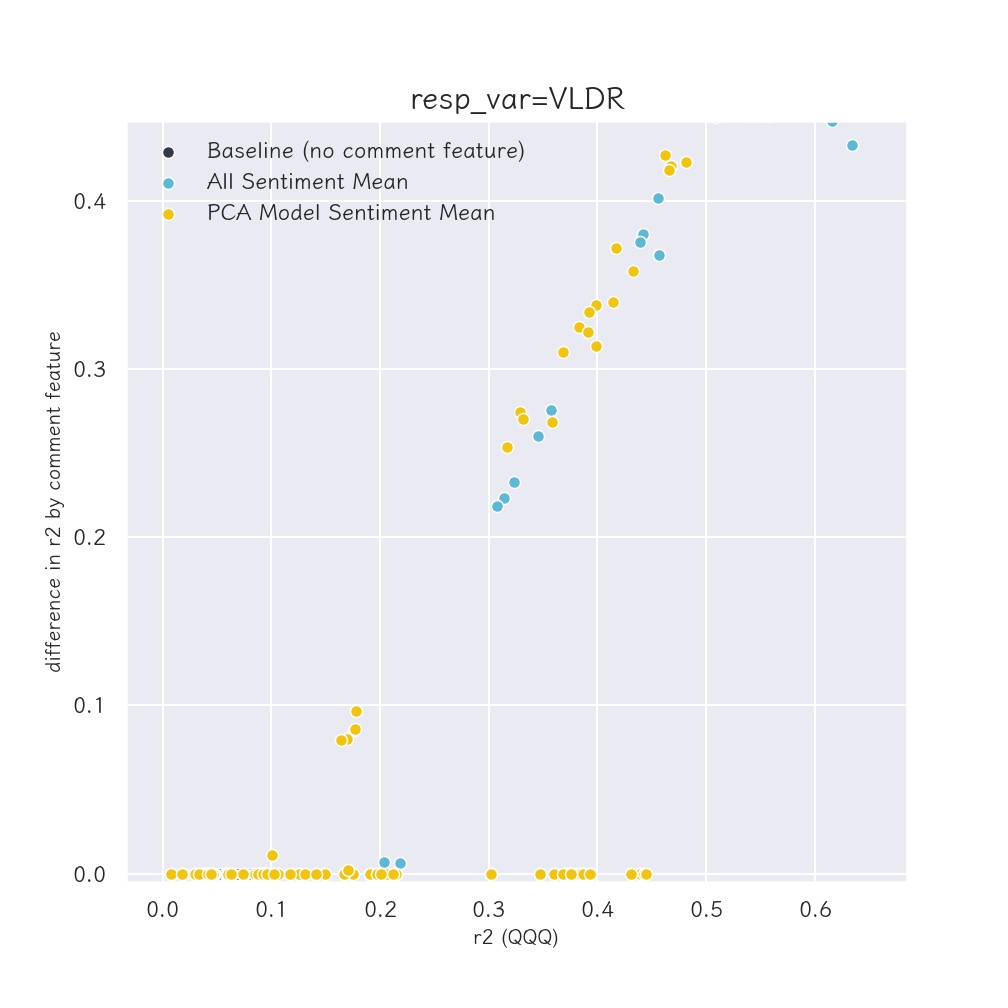 resp_var=VLDR
Baseline (no comment feature)
All Sentiment Mean
PCA Model Sentiment Mean
difference in r2 by comment feature
0.4
0.3
0.2
0.1
0.0
0.0 0.1 0.2 0.3 0.4 0.5 0.6
r2 (QQQ)